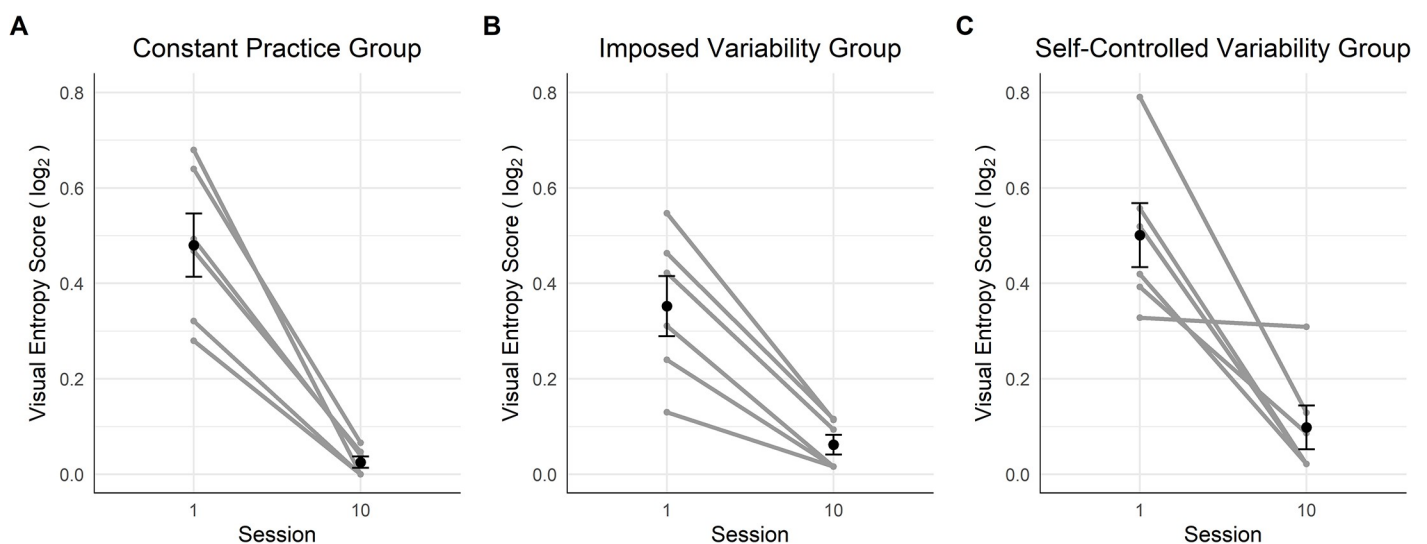 A
Constant Practice Group
Visual Entropy Score ( log2 )
0.8
0.6
0.4
0.2
0.0
1
10
Session
B
Imposed Variability Group
Visual Entropy Score ( log2 )
0.8
0.6
0.4
0.2
0.0
1
10
Session
C
Self-Controlled Variability Group
Visual Entropy Score ( log2 )
0.8
0.6
0.4
0.2
0.0
1
10
Session